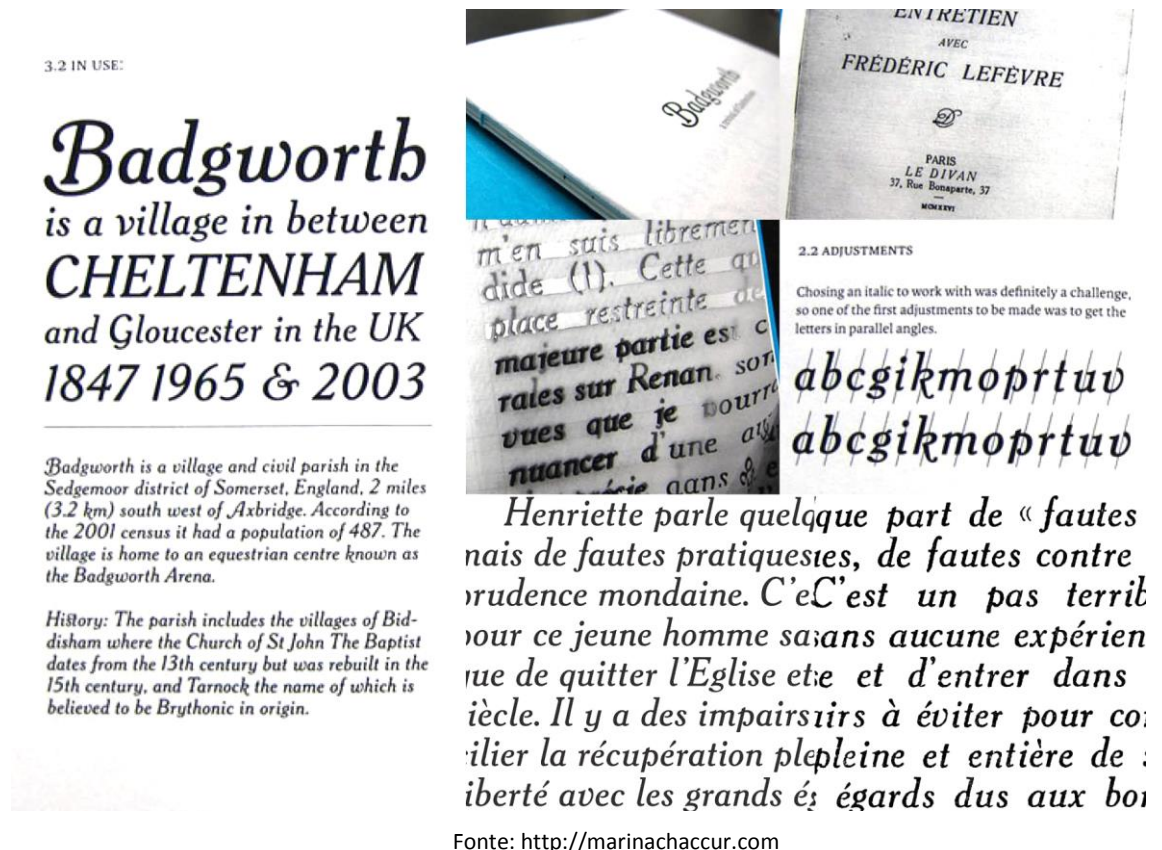 3.2 IN USE:
Badgworth
is a village in between
CHELTENHAM
and Gloucester in the UK
1847 1965 & 2003
Badgworth is a village and civil parish in the
Sedgemoor district of Somerset, England, 2 miles
(3.2 km) south west of Axbridge. According to
the 2001 census it had a population of 487. The
village is home to an equestrian centre known as
the Badgworth Arena.
History: The parish includes the villages of Bid-
disham where the Church of St John The Baptist
dates from the 13th century but was rebuilt in the
15th century, and Tarnock the name of which is
believed to be Brythonic in origin.
Badgworth
ENTRETIEN
AVEC
FRÉDÉRIC LEFÈVRE
PARIS
LE DIVAN
37, Rue Bonaparte, 37
MCMXXVI
m'en suis libremen
dide (1). Cette qu
place restreinte de
majeure partie est c
rales sur Renan. son
vues que je pourra
nuancer d'une
dans
2.2 ADJUSTMENTS
Chosing an italic to work with was definitely a challenge,
so one of the first adjustments to be made was to get the
letters in parallel angles.
abcgikmoprtuv
abcgikmoprtuv
Henriette parle quelqque part de « fautes
nais de fautes pratiquesies, de fautes contre
prudence mondaine. C'eC'est un pas terrib
pour ce jeune homme sasans aucune expérien
que de quitter l'Eglise ete et d'entrer dans
iècle. Il y a des impairsirs à éviter pour co
cilier la récupération plepleine et entière de
iberté avec les grands é égards dus aux bo
Fonte: http://marinachaccur.com